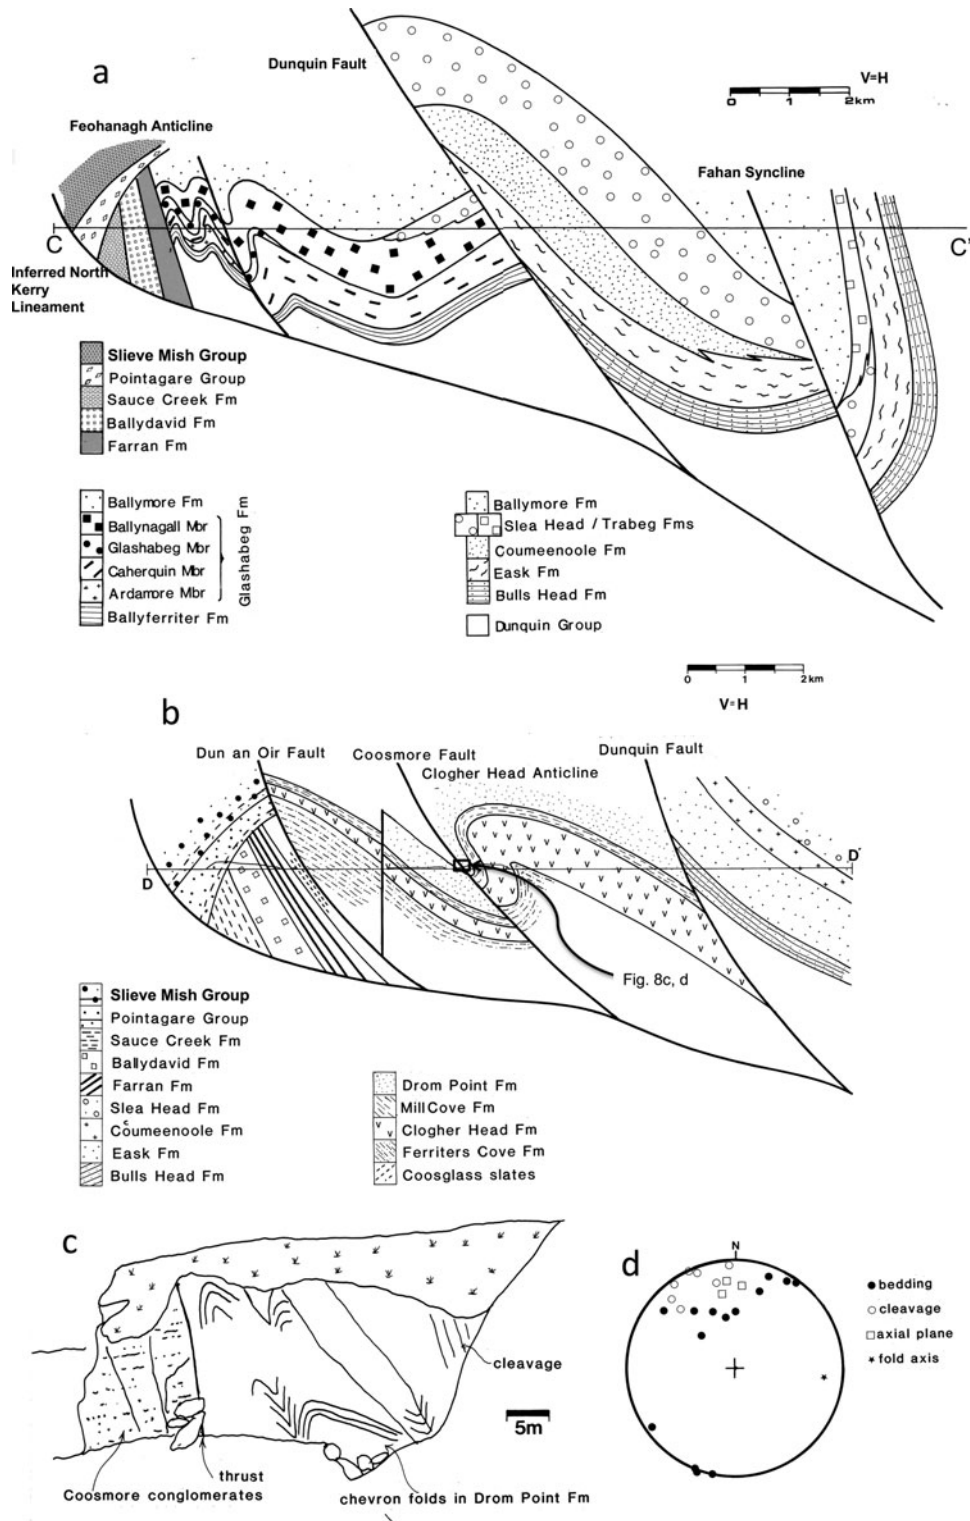 a
Dunquin Fault
V=H
0 1 2km
Feohanagh Anticline
Fahan Syncline
C
C'
Inferred North
Kerry
Lineament
Slieve Mish Group
Pointagare Group
Sauce Creek Fm
Ballydavid Fm
Farran Fm
Ballymore Fm
Ballynagall Mbr
Glashabeg Mbr
Caherquin Mbr
Ardamore Mbr
Ballyferriter Fm
Glashabeg Fm
Ballymore Fm
Slea Head / Trabeg Fms
Coumeenoole Fm
Eask Fm
Bulls Head Fm
Dunquin Group
0 1 2km
V=H
b
Dun an Oir Fault
Coosmore Fault
Clogher Head Anticline
Dunquin Fault
D
D'
Fig. 8c, d
Slieve Mish Group
Pointagare Group
Sauce Creek Fm
Ballydavid Fm
Farran Fm
Slea Head Fm
Coumeenoole Fm
Eask Fm
Bulls Head Fm
Drom Point Fm
Mill Cove Fm
Clogher Head Fm
Ferriters Cove Fm
Coosglass slates
c
cleavage
5m
thrust
Coosmore conglomerates
chevron folds in Drom Point Fm
d
N
bedding
cleavage
axial plane
fold axis